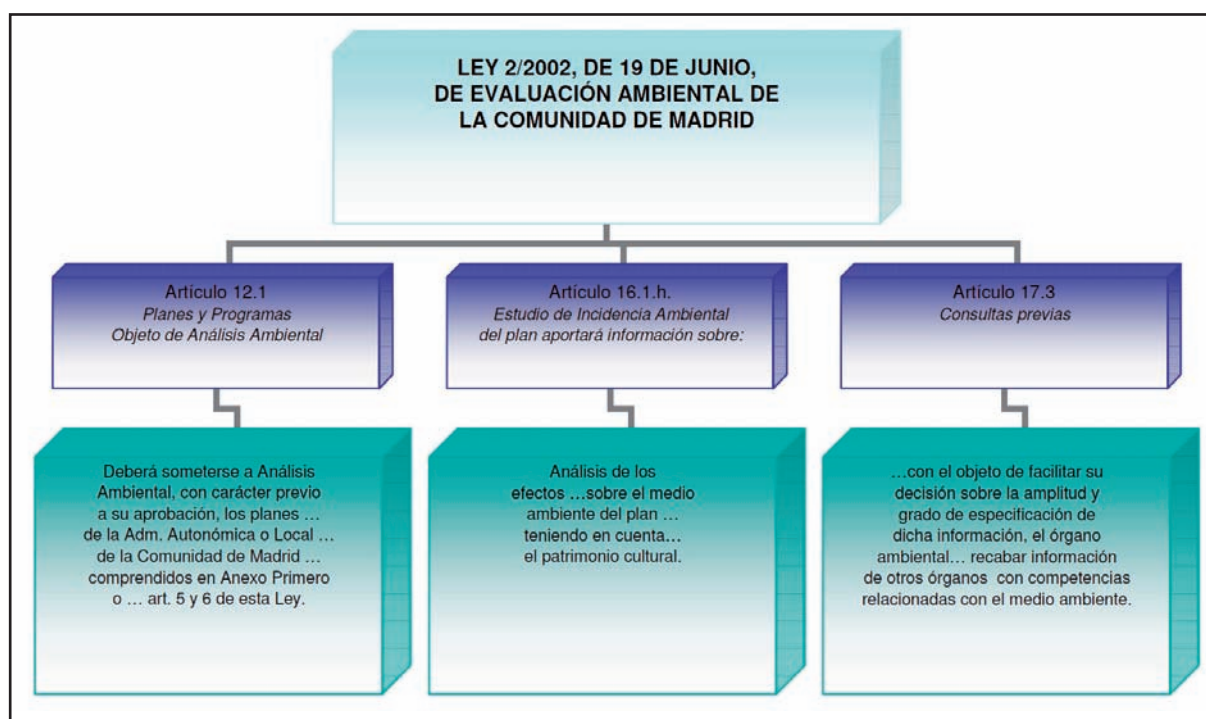 LEY 2/2002, DE 19 DE JUNIO,
DE EVALUACIÓN AMBIENTAL DE
LA COMUNIDAD DE MADRID
Artículo 12.1
Planes y Programas
Objeto de Análisis Ambiental
Artículo 16.1.h.
Estudio de Incidencia Ambiental
del plan aportará información sobre:
Artículo 17.3
Consultas previas
Deberá someterse a Análisis
Ambiental, con carácter previo
a su aprobación, los planes …
de la Adm. Autonómica o Local …
de la Comunidad de Madrid …
comprendidos en Anexo Primero
o … art. 5 y 6 de esta Ley.
Análisis de los
efectos …sobre el medio
ambiente del plan …
teniendo en cuenta…
el patrimonio cultural.
…con el objeto de facilitar su
decisión sobre la amplitud y
grado de especificación de
dicha información, el órgano
ambiental… recabar información
de otros órganos con competencias
relacionadas con el medio ambiente.